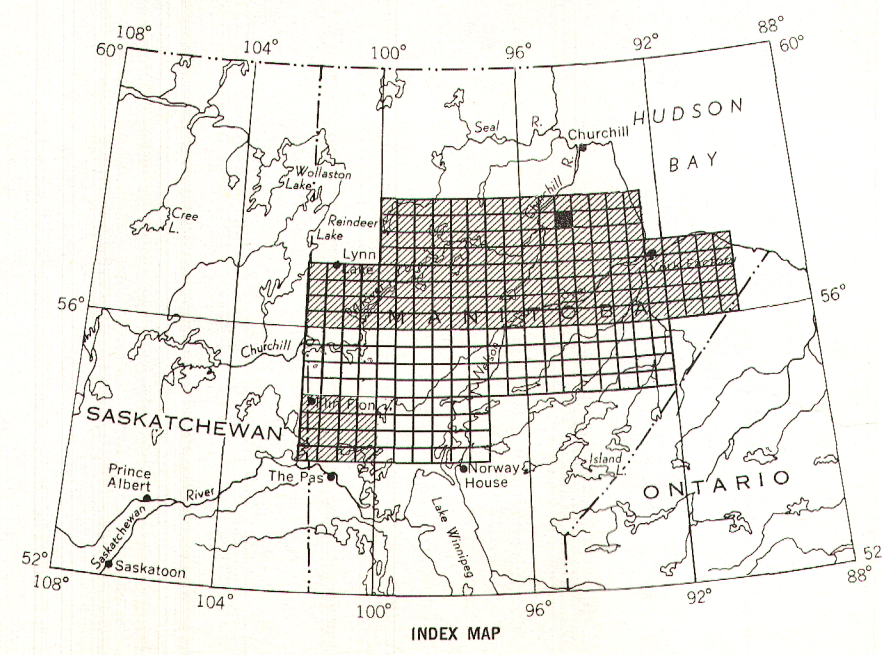 108°
104°
100°
96°
92°
88°
60°
60°
HUDSON
BAY
Seal R.
Churchill
Churchill R.
Wollaston
Lake
Cree
L.
Reindeer
Lake
Lynn
Lake
York Factory
56°
56°
MANITOBA
Churchill
Nelson
Flin Flon
SASKATCHEWAN
Prince
Albert
River
The Pas
Norway
House
Island
L.
ONTARIO
Saskatchewan
Lake Winnipeg
Saskatoon
52°
52
108°
104°
100°
96°
92°
88°
INDEX MAP